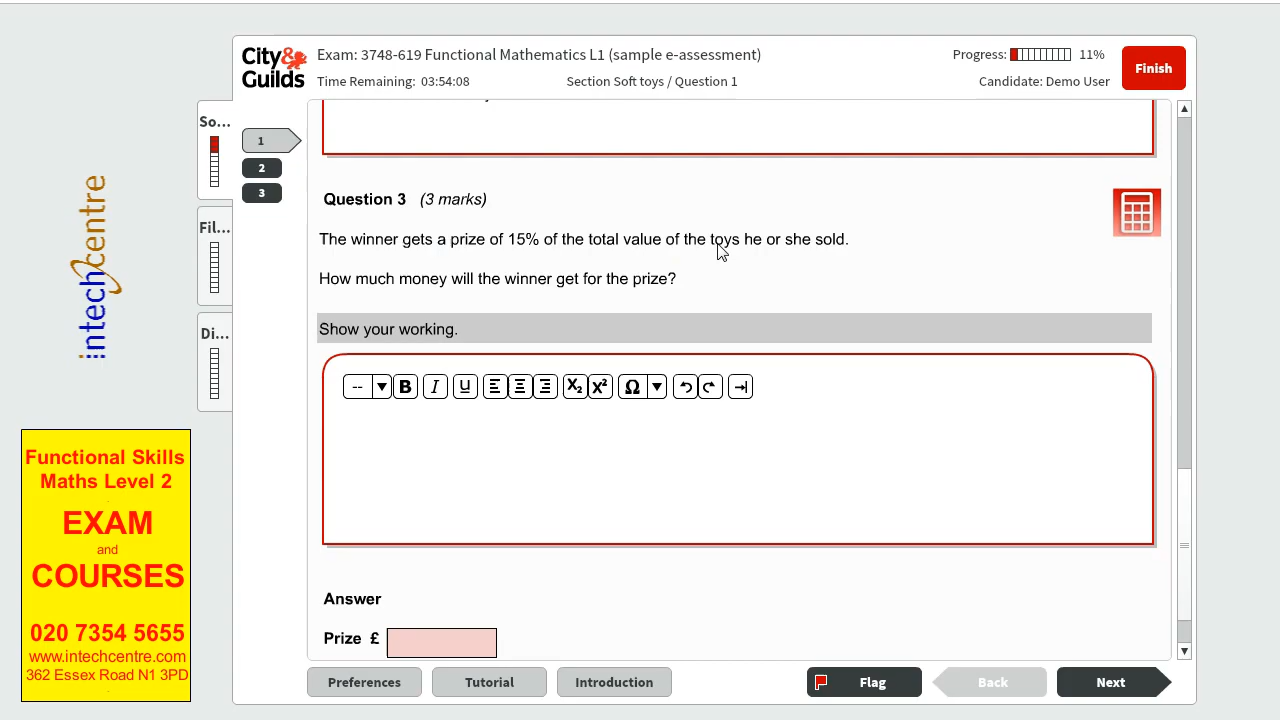 City&
Guilds
Exam: 3748-619 Functional Mathematics L1 (sample e-assessment)
Progress: 11%
Finish
Time Remaining: 03:54:08
Section Soft toys / Question 1
Candidate: Demo User
So...
1
2
3
Fil...
Di...
intechcentre
Question 3 (3 marks)
The winner gets a prize of 15% of the total value of the toys he or she sold.
How much money will the winner get for the prize?
Show your working.
-- B I U X₂ X² Ω
Answer
Prize £
Functional Skills
Maths Level 2
EXAM
and
COURSES
020 7354 5655
www.intechcentre.com
362 Essex Road N1 3PD
Preferences
Tutorial
Introduction
Flag
Back
Next